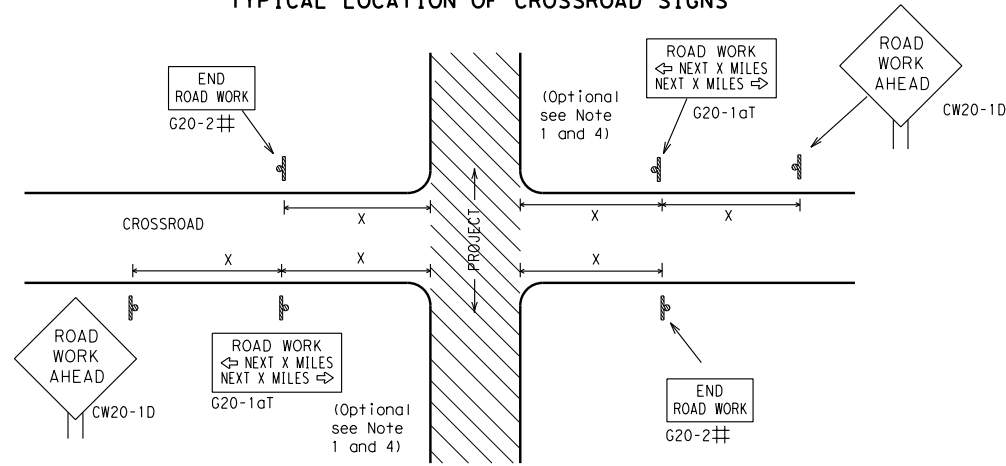 TYPICAL LOCATION OF CROSSROAD SIGNS
END
ROAD WORK
G20-2#
(Optional
see Note
1 and 4)
ROAD WORK
⇦ NEXT X MILES
NEXT X MILES ⇨
G20-1aT
ROAD
WORK
AHEAD
CW20-1D
X
X
X
CROSSROAD
PROJECT
X
X
X
ROAD
WORK
AHEAD
CW20-1D
ROAD WORK
⇦ NEXT X MILES
NEXT X MILES ⇨
G20-1aT
(Optional
see Note
1 and 4)
END
ROAD WORK
G20-2#